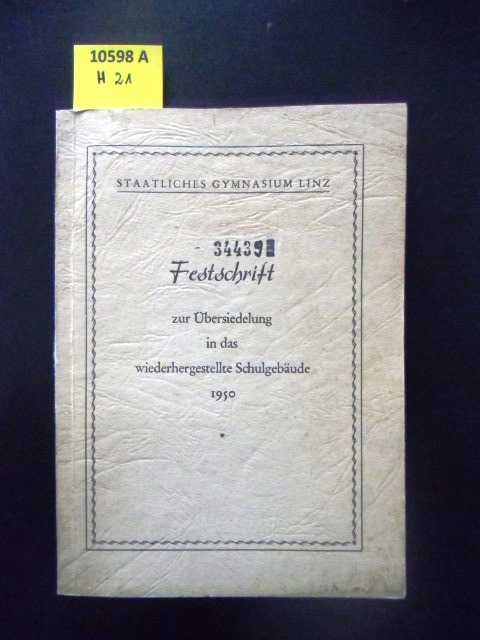 10598 A
H 21
STAATLICHES GYMNASIUM LINZ
Festschrift
zur Übersiedelung
in das
wiederhergestellte Schulgebäude
1950
*